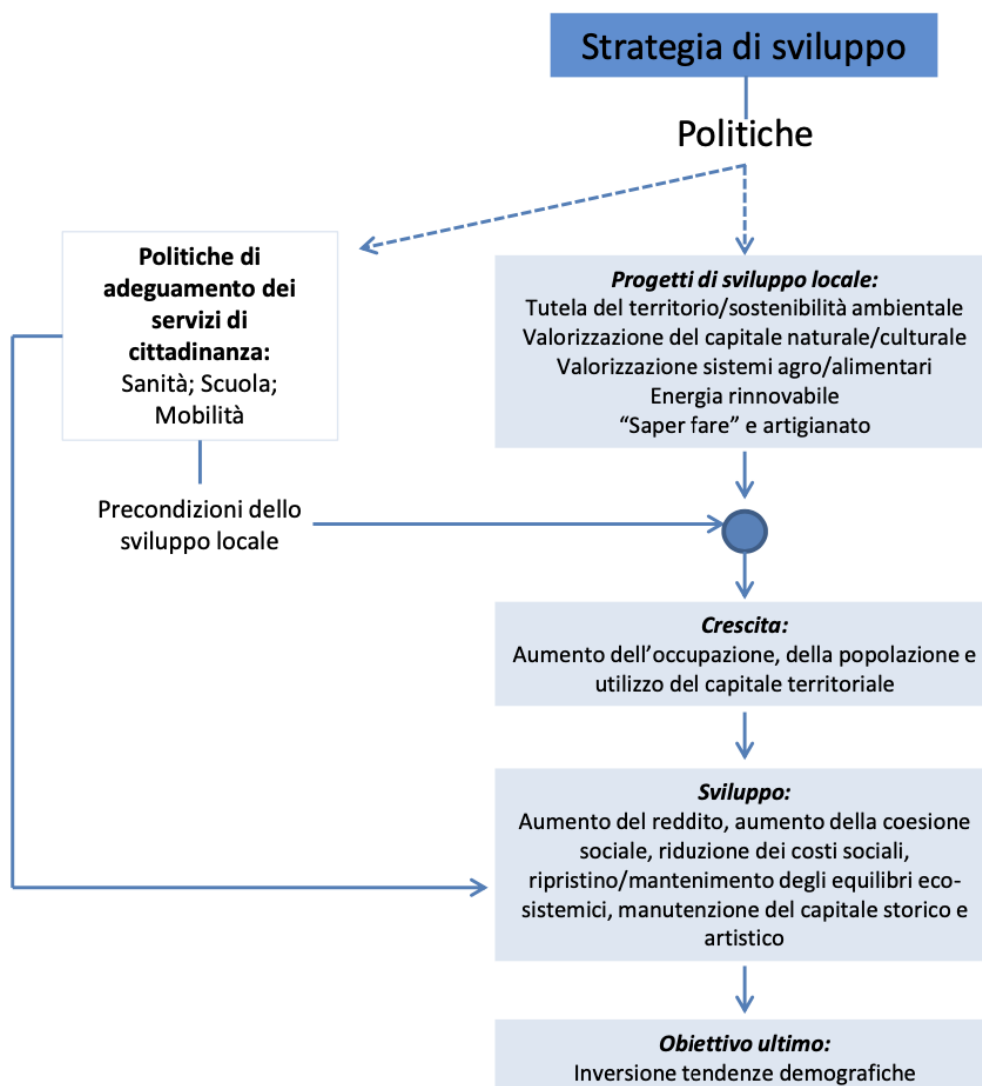 Strategia di sviluppo
Politiche
Politiche di
adeguamento dei
servizi di
cittadinanza:
Sanità; Scuola;
Mobilità
Progetti di sviluppo locale:
Tutela del territorio/sostenibilità ambientale
Valorizzazione del capitale naturale/culturale
Valorizzazione sistemi agro/alimentari
Energia rinnovabile
“Saper fare” e artigianato
Precondizioni dello
sviluppo locale
Crescita:
Aumento dell’occupazione, della popolazione e
utilizzo del capitale territoriale
Sviluppo:
Aumento del reddito, aumento della coesione
sociale, riduzione dei costi sociali,
ripristino/mantenimento degli equilibri eco-
sistemici, manutenzione del capitale storico e
artistico
Obiettivo ultimo:
Inversione tendenze demografiche